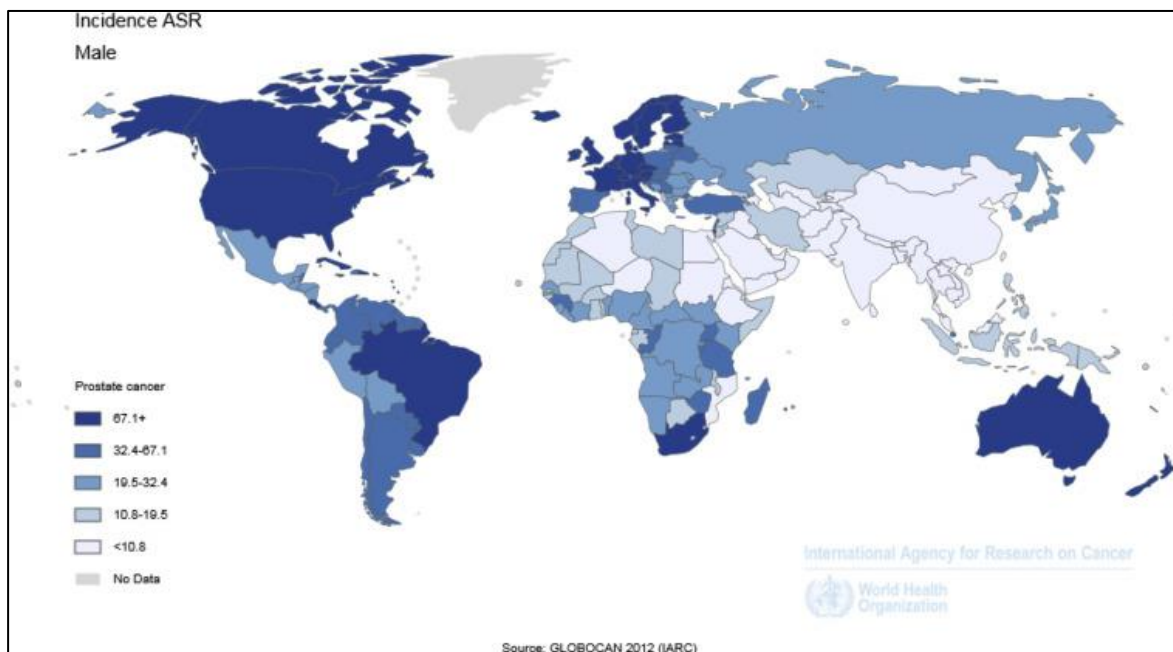 Incidence ASR
Male
Prostate cancer
67.1+
32.4-67.1
19.5-32.4
10.8-19.5
<10.8
No Data
International Agency for Research on Cancer
World Health
Organization
Source: GLOBOCAN 2012 (IARC)